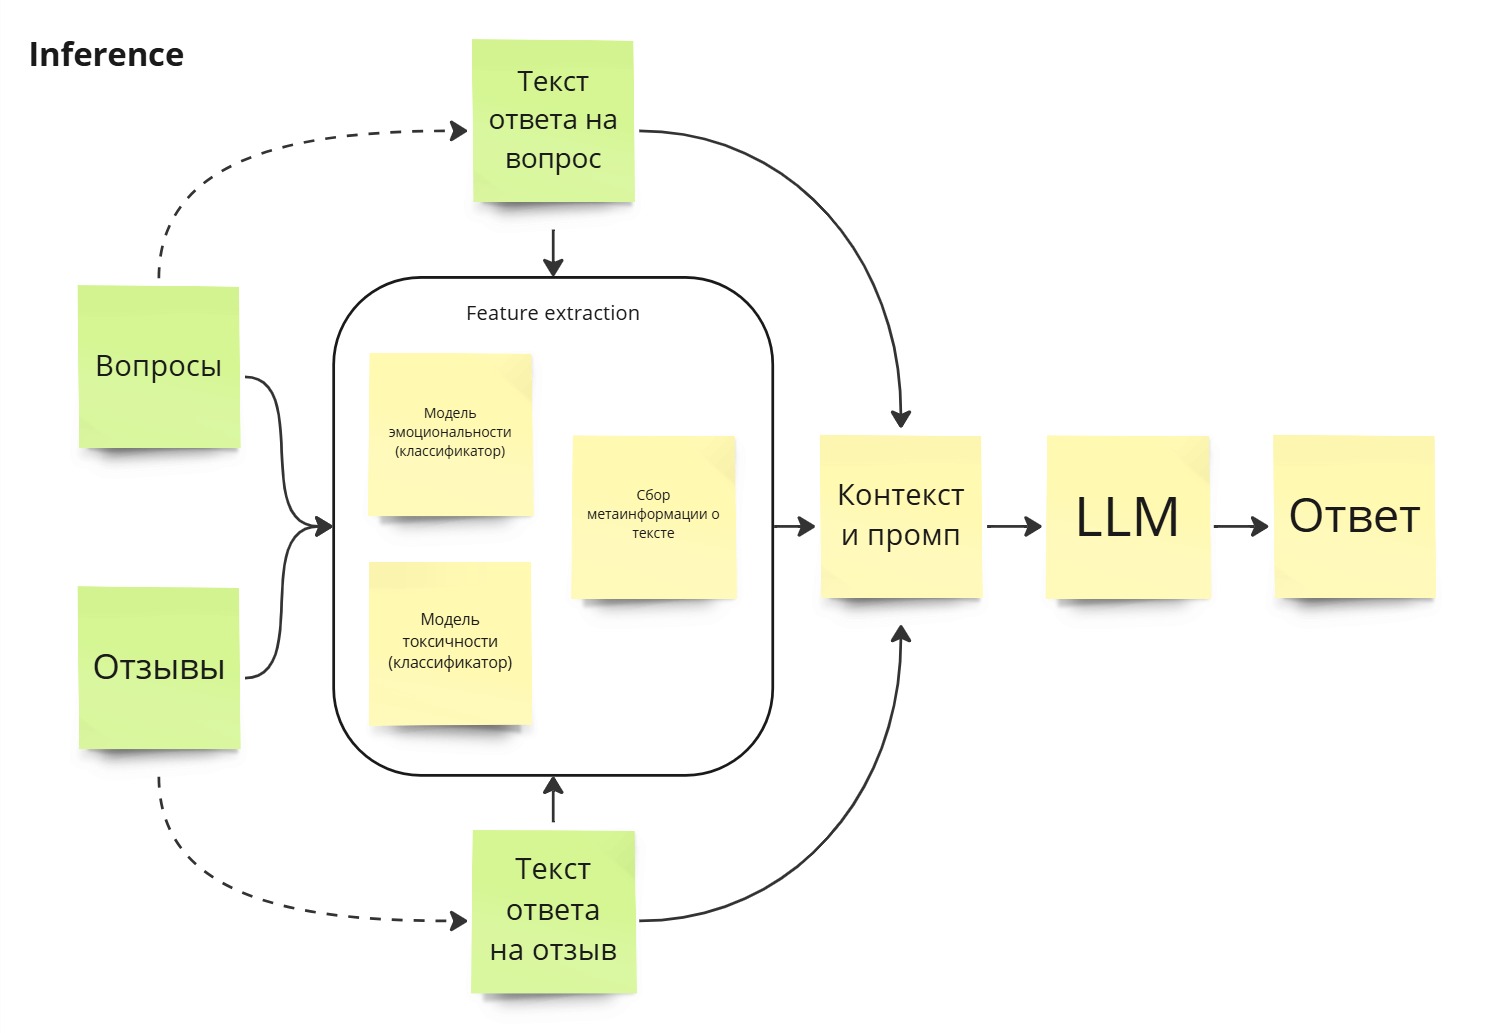 Inference
Текст
ответа на
вопрос
Вопросы
Feature extraction
Модель
эмоциональности
(классификатор)
Сбор
метаинформации о
тексте
Контекст
и промп
LLM
Ответ
Отзывы
Модель
токсичности
(классификатор)
Текст
ответа
на отзыв